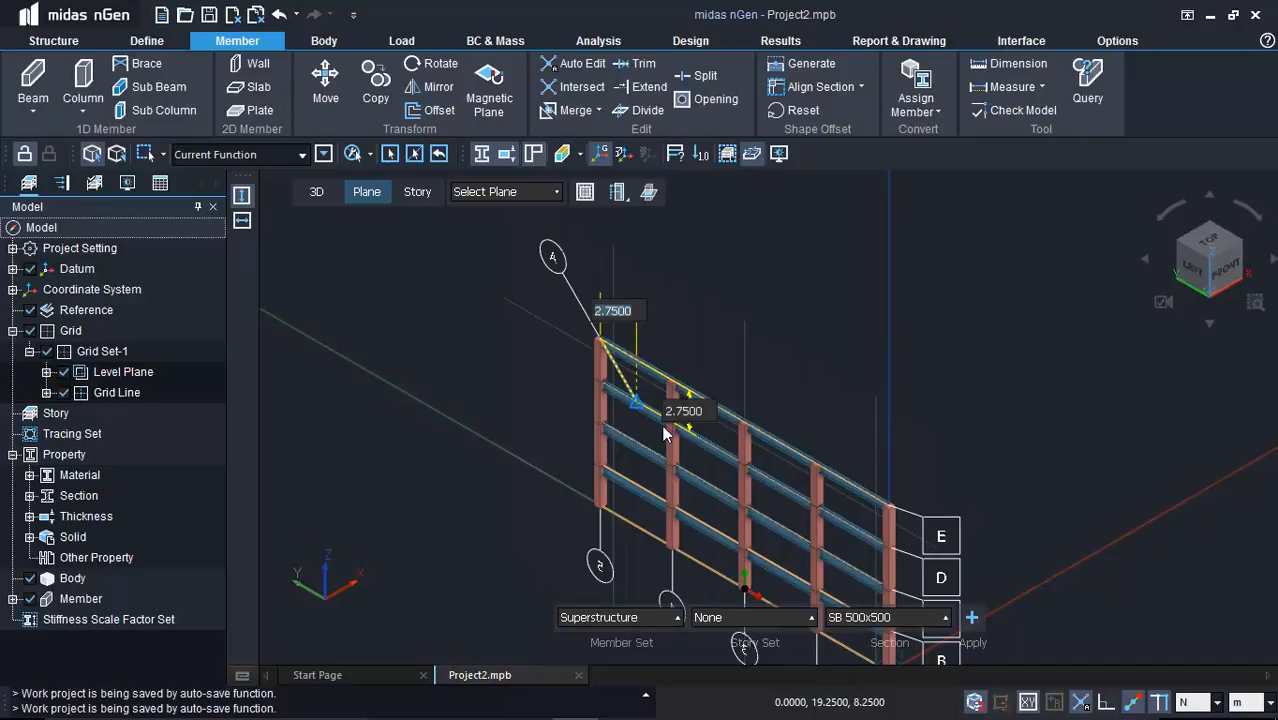 midas nGen
midas nGen - Project2.mpb
Structure Define Member Body Load BC & Mass Analysis Design Results Report & Drawing Interface Options
Beam Column Brace Sub Beam Sub Column
1D Member
Wall Slab Plate
2D Member
Move Copy Rotate Mirror Offset Magnetic Plane
Transform
Auto Edit Trim Split
Intersect Extend Opening
Merge Divide
Edit
Generate
Align Section
Reset
Shape Offset
Assign Member
Convert
Dimension
Measure
Check Model
Query
Tool
Current Function
1.0
Model
Model
Project Setting
Datum
Coordinate System
Reference
Grid
Grid Set-1
Level Plane
Grid Line
Story
Tracing Set
Property
Material
Section
Thickness
Solid
Other Property
Body
Member
Stiffness Scale Factor Set
3D Plane Story Select Plane
TOP
LEFT FRONT
Z
Y X
A
2.7500
2.7500
E
D
B
Z
Y X
Superstructure None SB 500x500
Member Set Story Set Section Apply
Start Page Project2.mpb
> Work project is being saved by auto-save function.
> Work project is being saved by auto-save function.
0.0000, 19.2500, 8.2500
N m